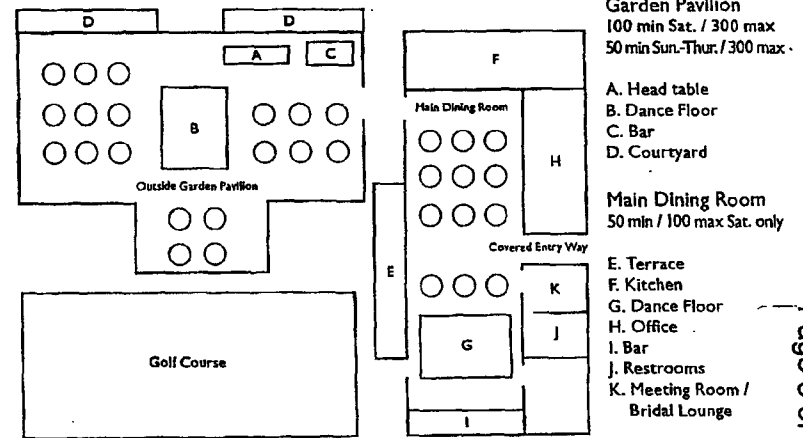 D
D
A
C
B
Outside Garden Pavilion
Golf Course
F
Main Dining Room
H
Covered Entry Way
E
K
J
G
I
Garden Pavilion
100 min Sat. / 300 max
50 min Sun.-Thur. / 300 max
A. Head table
B. Dance Floor
C. Bar
D. Courtyard
Main Dining Room
50 min / 100 max Sat. only
E. Terrace
F. Kitchen
G. Dance Floor
H. Office
I. Bar
J. Restrooms
K. Meeting Room /
Bridal Lounge